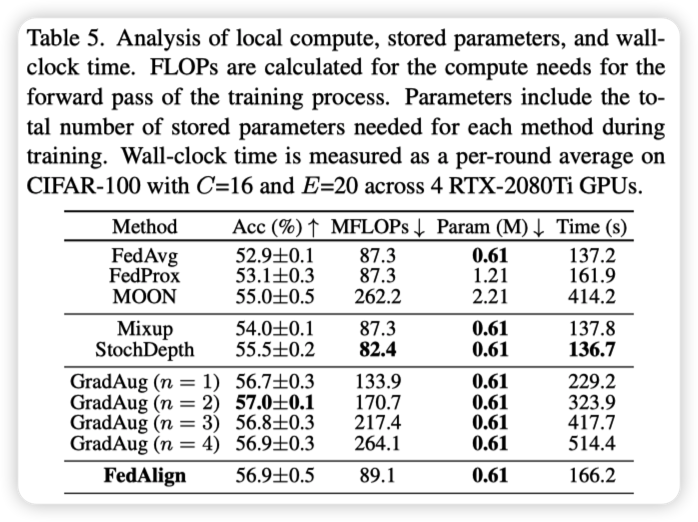 Table 5. Analysis of local compute, stored parameters, and wall-
clock time. FLOPs are calculated for the compute needs for the
forward pass of the training process. Parameters include the to-
tal number of stored parameters needed for each method during
training. Wall-clock time is measured as a per-round average on
CIFAR-100 with C=16 and E=20 across 4 RTX-2080Ti GPUs.
Method Acc (%) ↑ MFLOPs ↓ Param (M) ↓ Time (s)
FedAvg 52.9±0.1 87.3 0.61 137.2
FedProx 53.1±0.3 87.3 1.21 161.9
MOON 55.0±0.5 262.2 2.21 414.2
Mixup 54.0±0.1 87.3 0.61 137.8
StochDepth 55.5±0.2 82.4 0.61 136.7
GradAug (n = 1) 56.7±0.3 133.9 0.61 229.2
GradAug (n = 2) 57.0±0.1 170.7 0.61 323.9
GradAug (n = 3) 56.8±0.3 217.4 0.61 417.7
GradAug (n = 4) 56.9±0.3 264.1 0.61 514.4
FedAlign 56.9±0.5 89.1 0.61 166.2